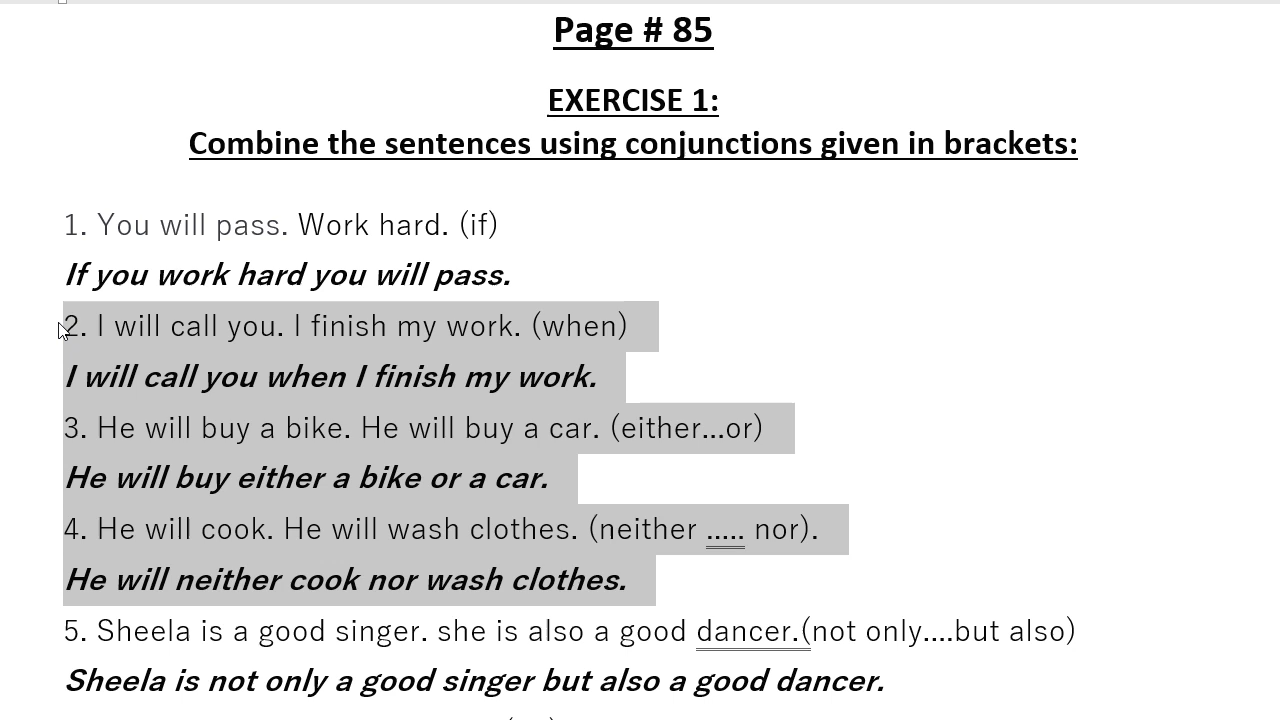 Page # 85
EXERCISE 1:
Combine the sentences using conjunctions given in brackets:
1. You will pass. Work hard. (if)
If you work hard you will pass.
2. I will call you. I finish my work. (when)
I will call you when I finish my work.
3. He will buy a bike. He will buy a car. (either...or)
He will buy either a bike or a car.
4. He will cook. He will wash clothes. (neither ..... nor).
He will neither cook nor wash clothes.
5. Sheela is a good singer. she is also a good dancer.(not only....but also)
Sheela is not only a good singer but also a good dancer.